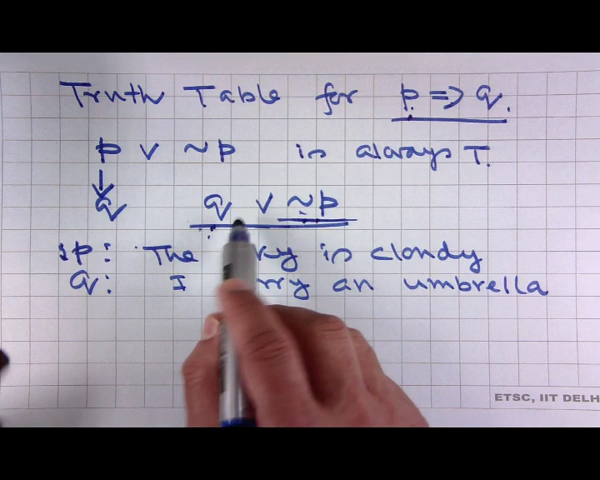 Truth Table for p => q.
p v ~p is always T.
↓
q q v ~p
p: The is cloudy
q: I an umbrella
ETSC, IIT DELH